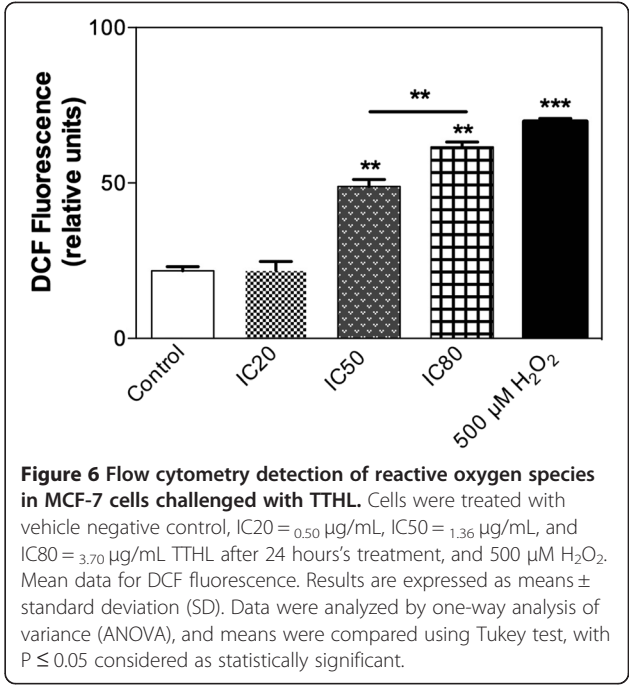 DCF Fluorescence
(relative units)
100
50
0
**
**
**
***
Control
IC20
IC50
IC80
500 µM H₂O₂
Figure 6 Flow cytometry detection of reactive oxygen species
in MCF-7 cells challenged with TTHL. Cells were treated with
vehicle negative control, IC20 = 0.50 µg/mL, IC50 = 1.36 µg/mL, and
IC80 = 3.70 µg/mL TTHL after 24 hours's treatment, and 500 µM H₂O₂.
Mean data for DCF fluorescence. Results are expressed as means ±
standard deviation (SD). Data were analyzed by one-way analysis of
variance (ANOVA), and means were compared using Tukey test, with
P ≤ 0.05 considered as statistically significant.